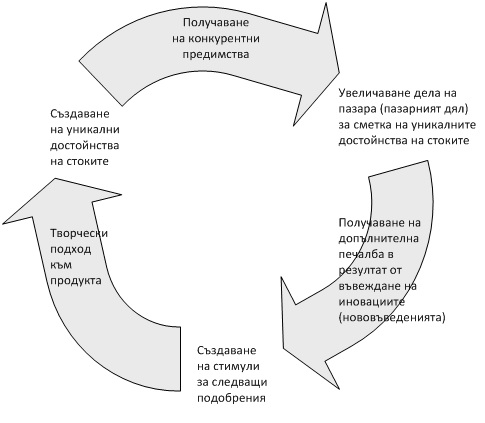 Получаване
на конкурентни
предимства
Увеличаване дела на
пазара (пазарният дял)
за сметка на уникалните
достойнства на стоките
Получаване на
допълнителна
печалба в
резултат от
въвеждане на
иновациите
(нововъведенията)
Създаване
на стимули
за следващи
подобрения
Творчески
подход
към
продукта
Създаване
на уникални
достойнства
на стоките